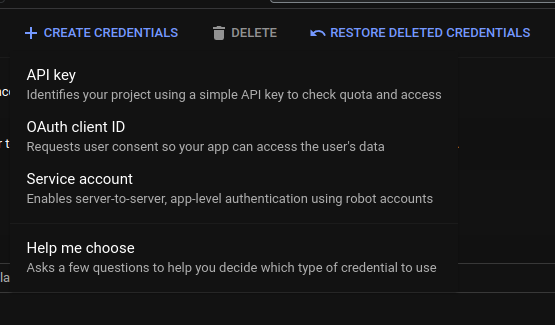 CREATE CREDENTIALS DELETE RESTORE DELETED CREDENTIALS
API key
Identifies your project using a simple API key to check quota and access
OAuth client ID
Requests user consent so your app can access the user's data
Service account
Enables server-to-server, app-level authentication using robot accounts
Help me choose
Asks a few questions to help you decide which type of credential to use